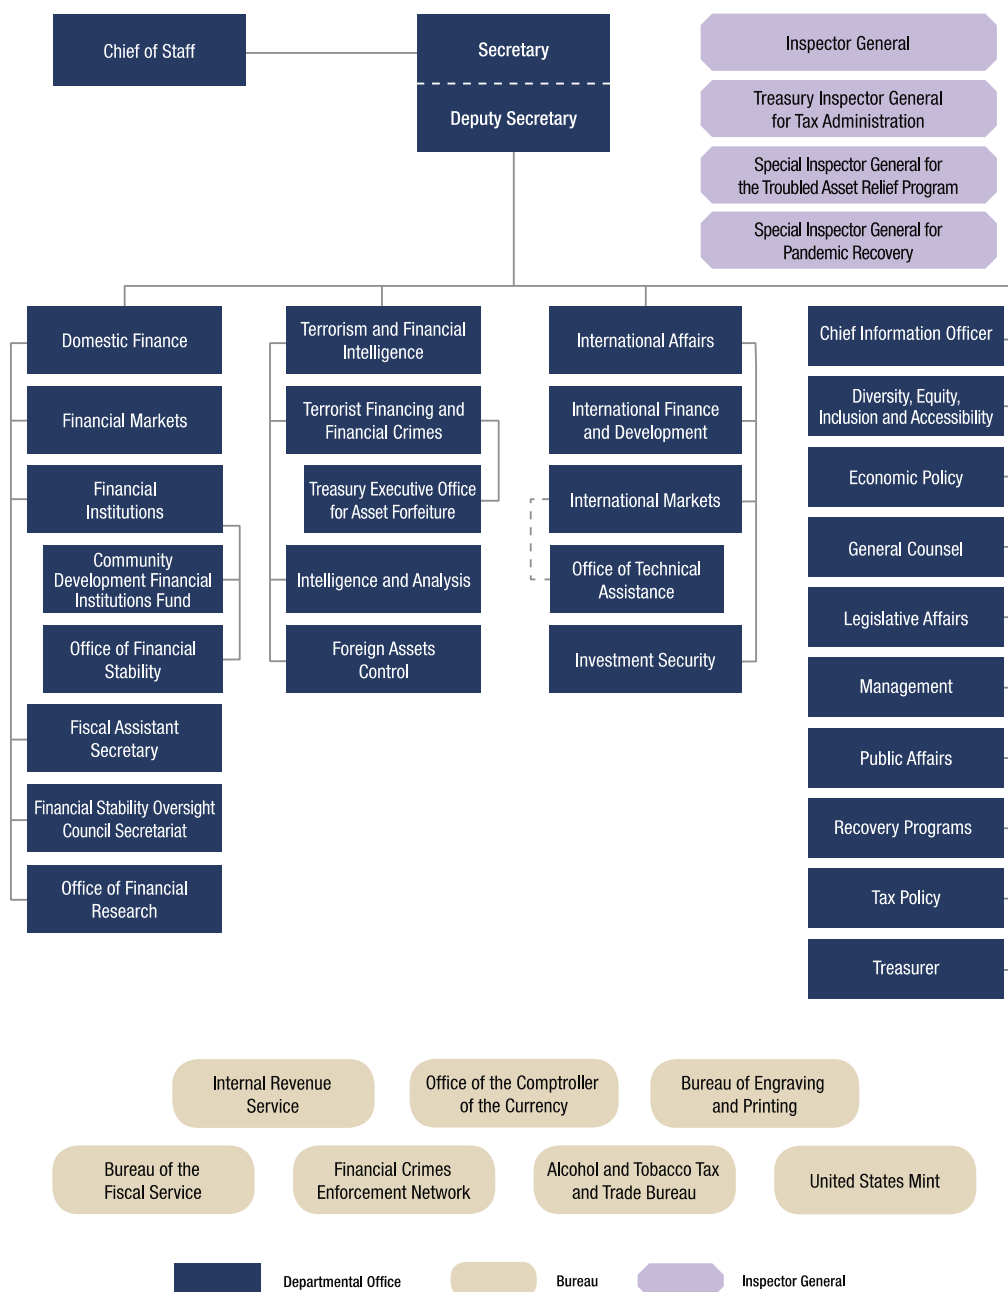 Chief of Staff
Secretary
Deputy Secretary
Inspector General
Treasury Inspector General
for Tax Administration
Special Inspector General for
the Troubled Asset Relief Program
Special Inspector General for
Pandemic Recovery
Domestic Finance
Financial Markets
Financial
Institutions
Community
Development Financial
Institutions Fund
Office of Financial
Stability
Fiscal Assistant
Secretary
Financial Stability Oversight
Council Secretariat
Office of Financial
Research
Terrorism and Financial
Intelligence
Terrorist Financing and
Financial Crimes
Treasury Executive Office
for Asset Forfeiture
Intelligence and Analysis
Foreign Assets
Control
International Affairs
International Finance
and Development
International Markets
Office of Technical
Assistance
Investment Security
Chief Information Officer
Diversity, Equity,
Inclusion and Accessibility
Economic Policy
General Counsel
Legislative Affairs
Management
Public Affairs
Recovery Programs
Tax Policy
Treasurer
Internal Revenue
Service
Office of the Comptroller
of the Currency
Bureau of Engraving
and Printing
Bureau of the
Fiscal Service
Financial Crimes
Enforcement Network
Alcohol and Tobacco Tax
and Trade Bureau
United States Mint
Departmental Office
Bureau
Inspector General